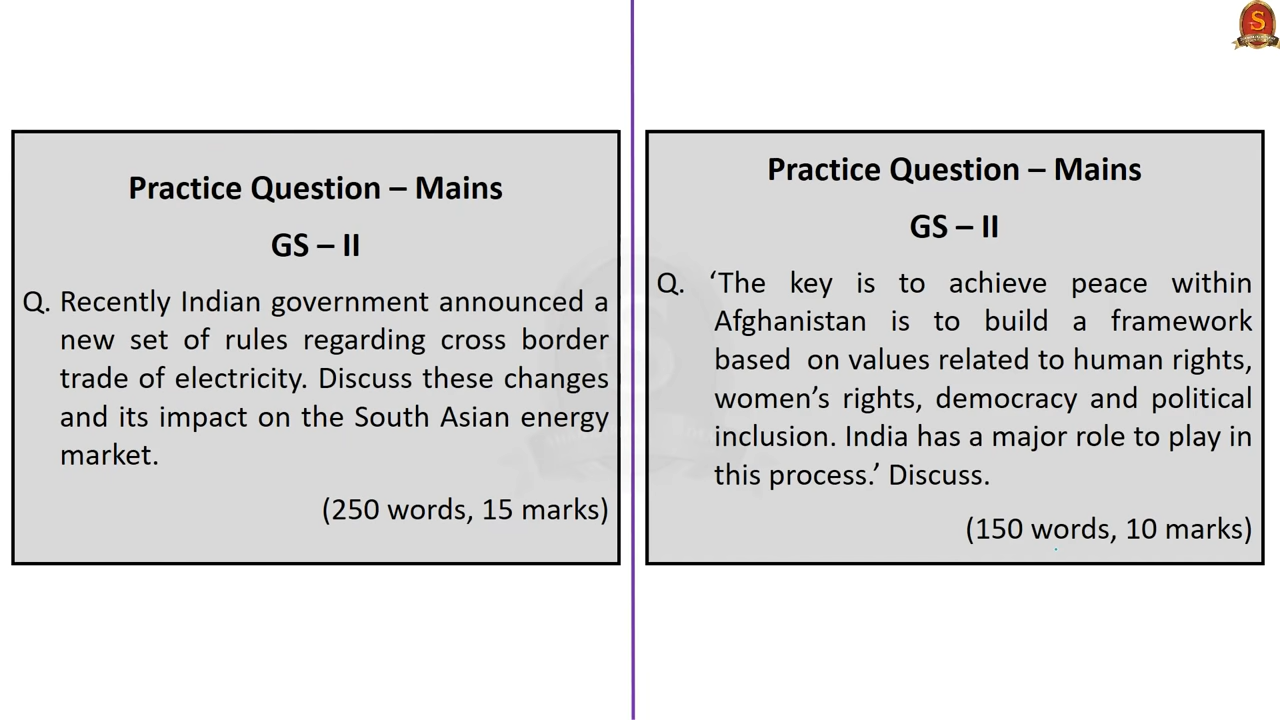 Practice Question – Mains
GS – II
Q. Recently Indian government announced a
new set of rules regarding cross border
trade of electricity. Discuss these changes
and its impact on the South Asian energy
market.
(250 words, 15 marks)
Practice Question – Mains
GS – II
Q. ‘The key is to achieve peace within
Afghanistan is to build a framework
based on values related to human rights,
women’s rights, democracy and political
inclusion. India has a major role to play in
this process.’ Discuss.
(150 words, 10 marks)
S